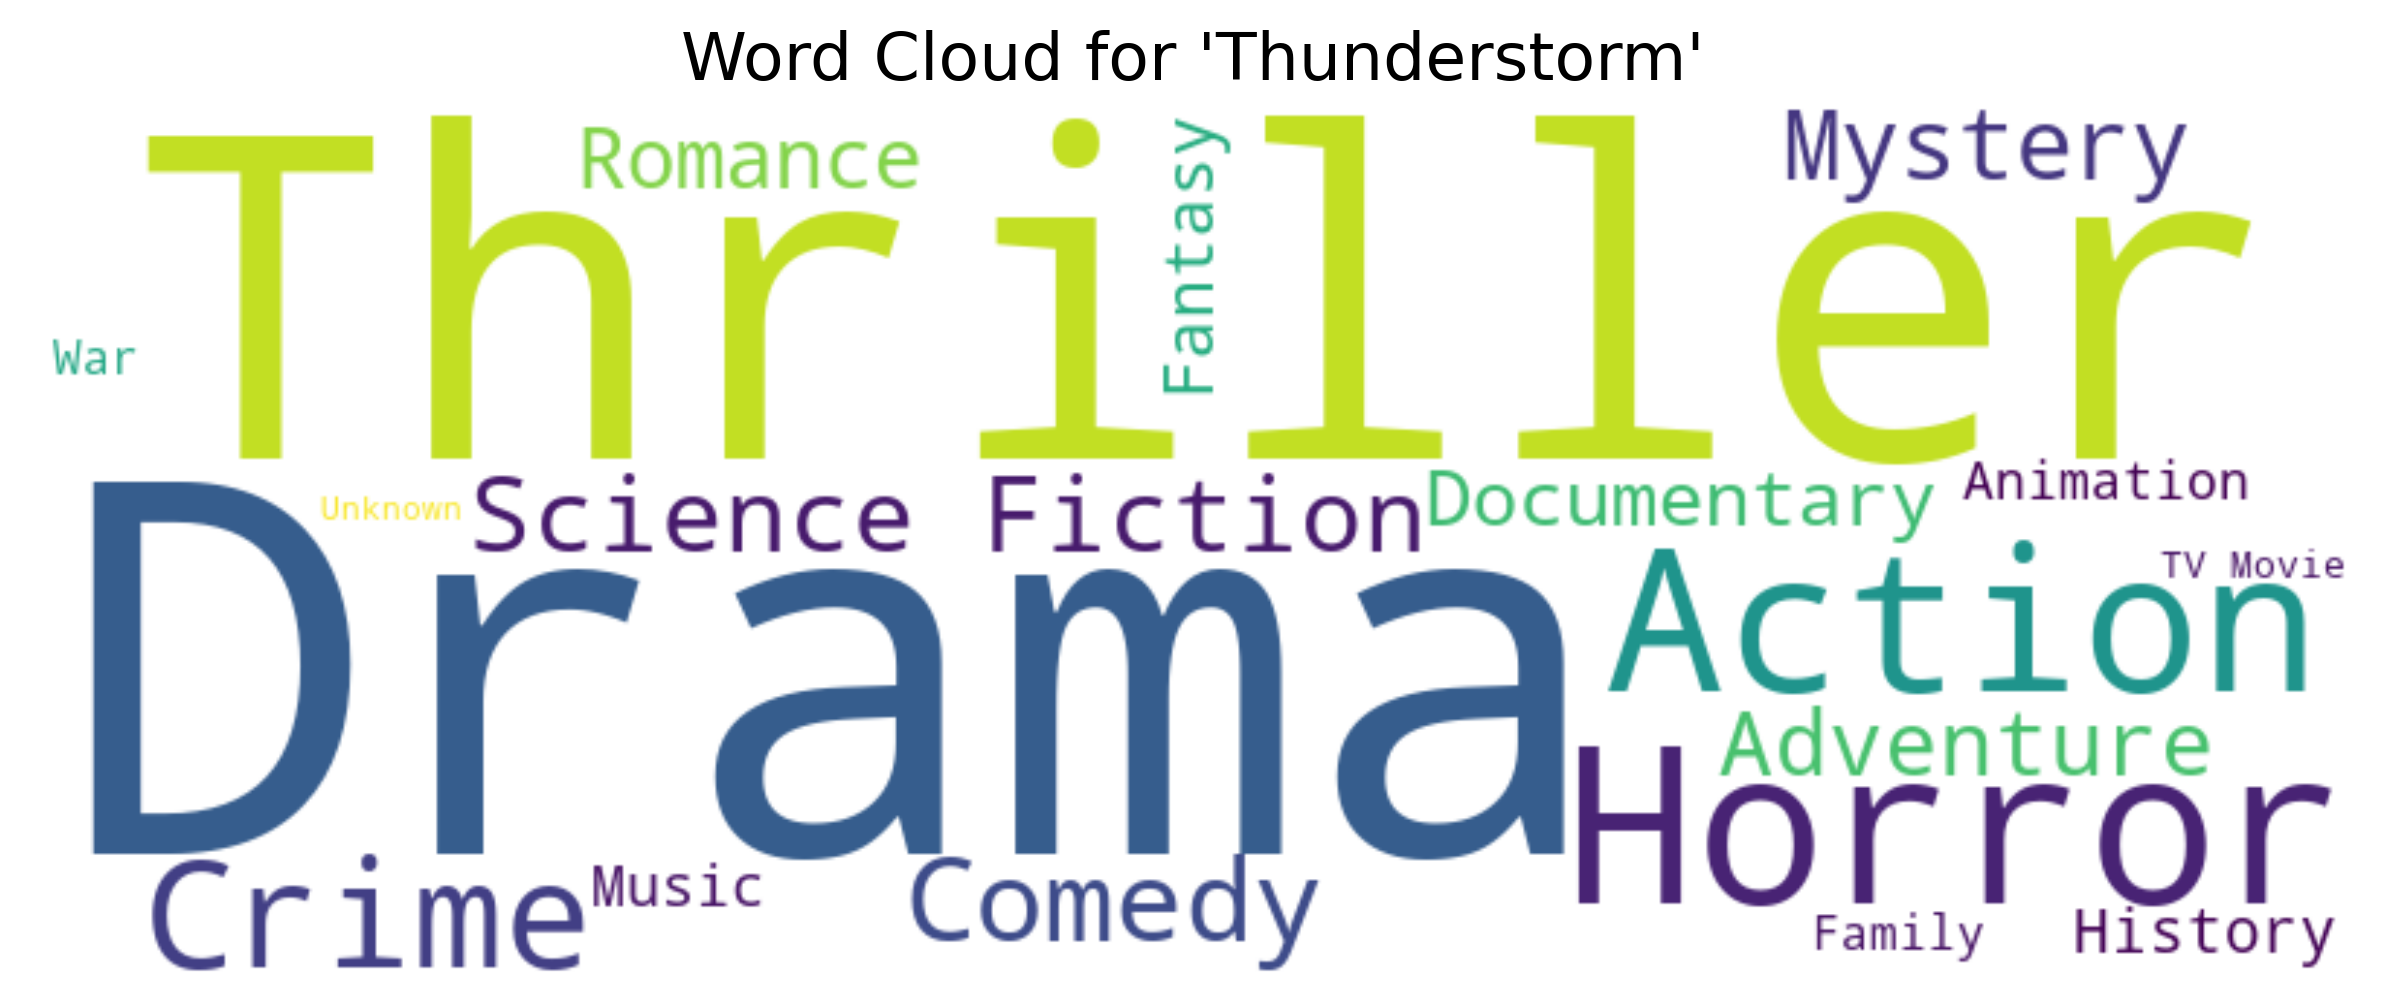 Word Cloud for 'Thunderstorm'
Thriller
Romance
Fantasy
Mystery
War
Drama
Unknown
Science Fiction
Documentary
Animation
Action
TV Movie
Adventure
Horror
Crime
Music
Comedy
Family
History